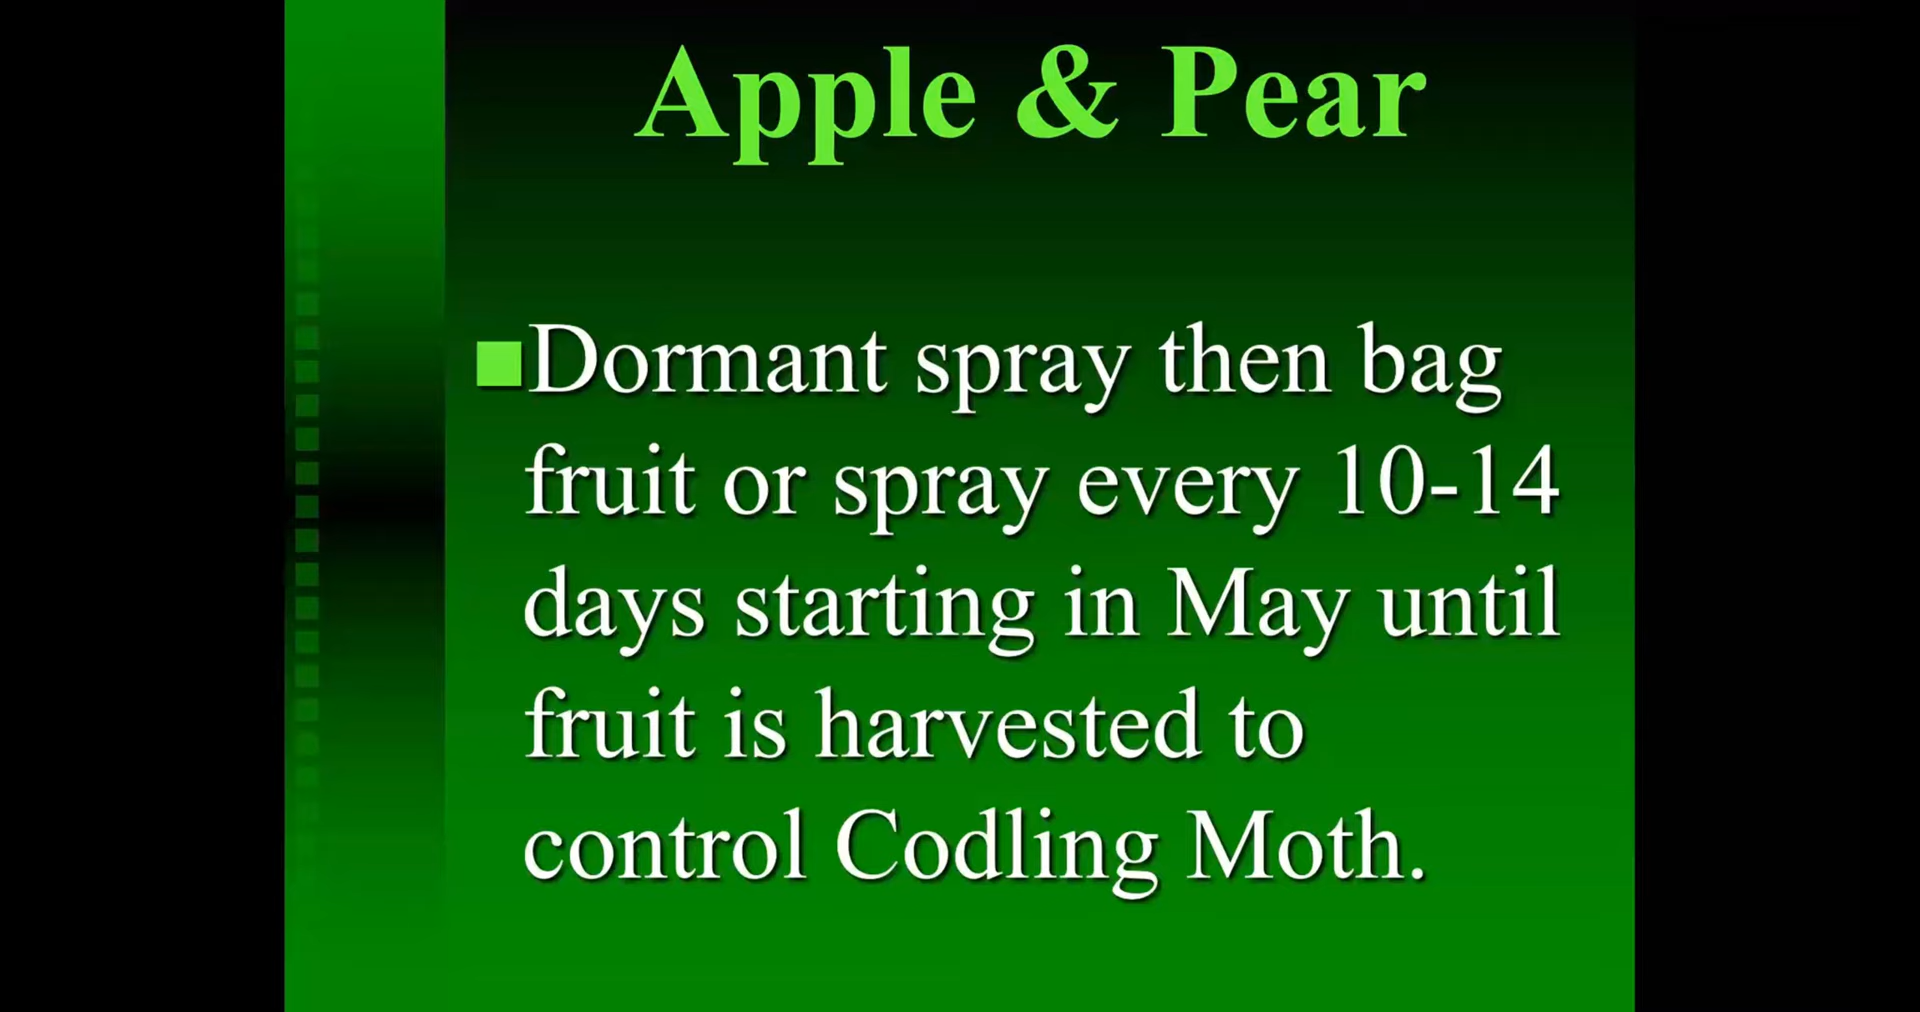 Apple & Pear
Dormant spray then bag
fruit or spray every 10-14
days starting in May until
fruit is harvested to
control Codling Moth.